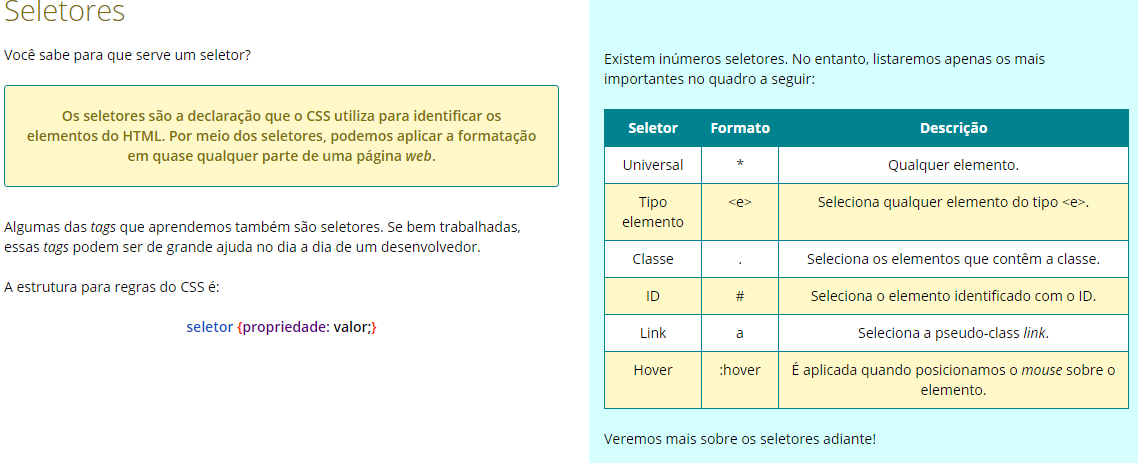 Seletores
Você sabe para que serve um seletor?
Os seletores são a declaração que o CSS utiliza para identificar os
elementos do HTML. Por meio dos seletores, podemos aplicar a formatação
em quase qualquer parte de uma página web.
Algumas das tags que aprendemos também são seletores. Se bem trabalhadas,
essas tags podem ser de grande ajuda no dia a dia de um desenvolvedor.
A estrutura para regras do CSS é:
seletor {propriedade: valor;}
Existem inúmeros seletores. No entanto, listaremos apenas os mais
importantes no quadro a seguir:
Seletor Formato Descrição
Universal * Qualquer elemento.
Tipo
elemento <e> Seleciona qualquer elemento do tipo <e>.
Classe . Seleciona os elementos que contêm a classe.
ID # Seleciona o elemento identificado com o ID.
Link a Seleciona a pseudo-class link.
Hover :hover É aplicada quando posicionamos o mouse sobre o
elemento.
Veremos mais sobre os seletores adiante!